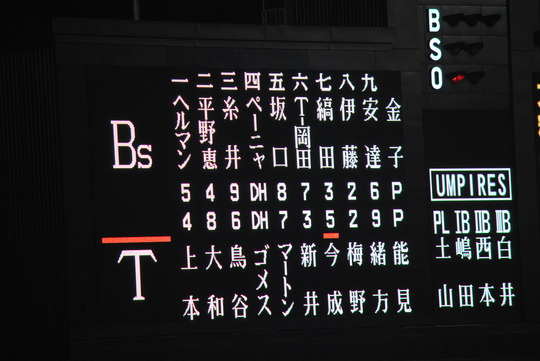 B
S
O
Bs
一 二 三 四 五 六 七 八 九
ヘルマン 平野恵 糸井 ペーニャ 坂口 T-岡田 縞田 伊藤 安達 金子
5 4 9 DH 8 7 3 2 6 P
4 8 6 DH 7 3 5 2 9 P
T
上本 大和 鳥谷 ゴメス マートン 新井 今成 梅野 緒方 能見
UMPIRES
PL ⅠB ⅡB ⅢB
土山 嶋田 西本 白井